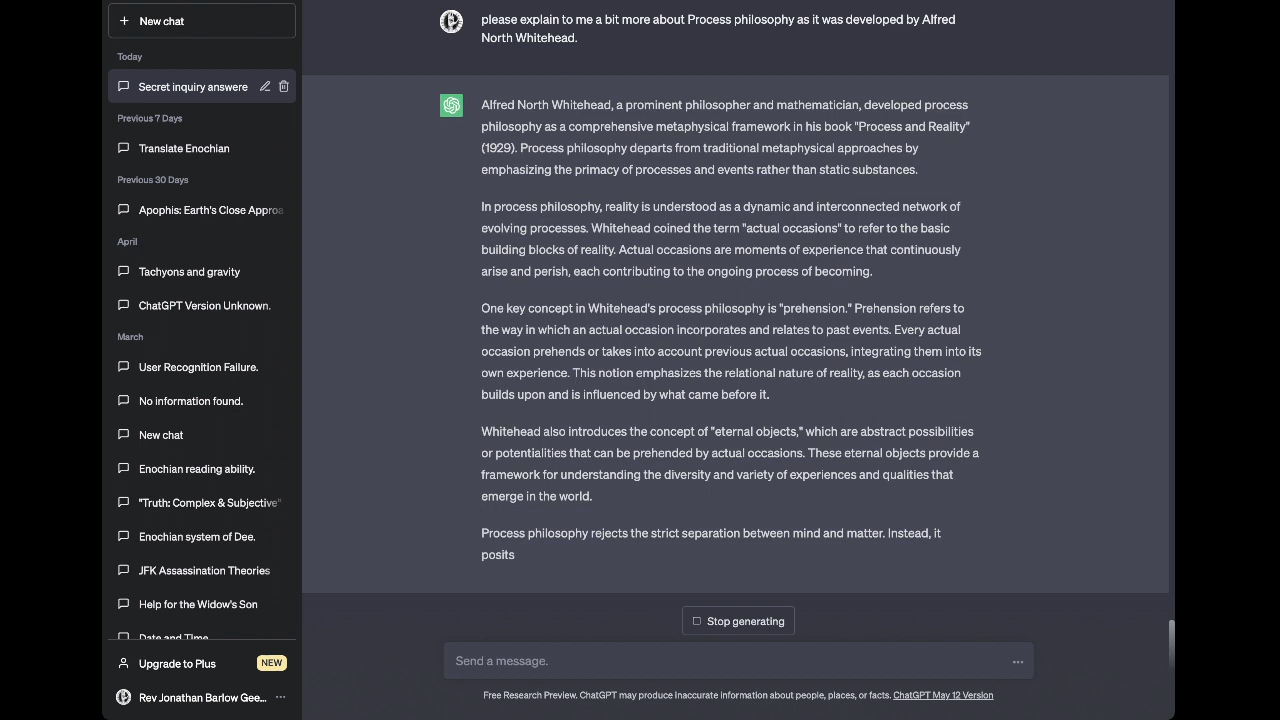 New chat
Today
Secret inquiry answere
Previous 7 Days
Translate Enochian
Previous 30 Days
Apophis: Earth's Close Approa
April
Tachyons and gravity
ChatGPT Version Unknown.
March
User Recognition Failure.
No information found.
New chat
Enochian reading ability.
"Truth: Complex & Subjective"
Enochian system of Dee.
JFK Assassination Theories
Help for the Widow's Son
Date and Time
Upgrade to Plus NEW
Rev Jonathan Barlow Gee...
please explain to me a bit more about Process philosophy as it was developed by Alfred
North Whitehead.
Alfred North Whitehead, a prominent philosopher and mathematician, developed process
philosophy as a comprehensive metaphysical framework in his book "Process and Reality"
(1929). Process philosophy departs from traditional metaphysical approaches by
emphasizing the primacy of processes and events rather than static substances.
In process philosophy, reality is understood as a dynamic and interconnected network of
evolving processes. Whitehead coined the term "actual occasions" to refer to the basic
building blocks of reality. Actual occasions are moments of experience that continuously
arise and perish, each contributing to the ongoing process of becoming.
One key concept in Whitehead's process philosophy is "prehension." Prehension refers to
the way in which an actual occasion incorporates and relates to past events. Every actual
occasion prehends or takes into account previous actual occasions, integrating them into its
own experience. This notion emphasizes the relational nature of reality, as each occasion
builds upon and is influenced by what came before it.
Whitehead also introduces the concept of "eternal objects," which are abstract possibilities
or potentialities that can be prehended by actual occasions. These eternal objects provide a
framework for understanding the diversity and variety of experiences and qualities that
emerge in the world.
Process philosophy rejects the strict separation between mind and matter. Instead, it
posits
Stop generating
Send a message.
Free Research Preview. ChatGPT may produce inaccurate information about people, places, or facts. ChatGPT May 12 Version